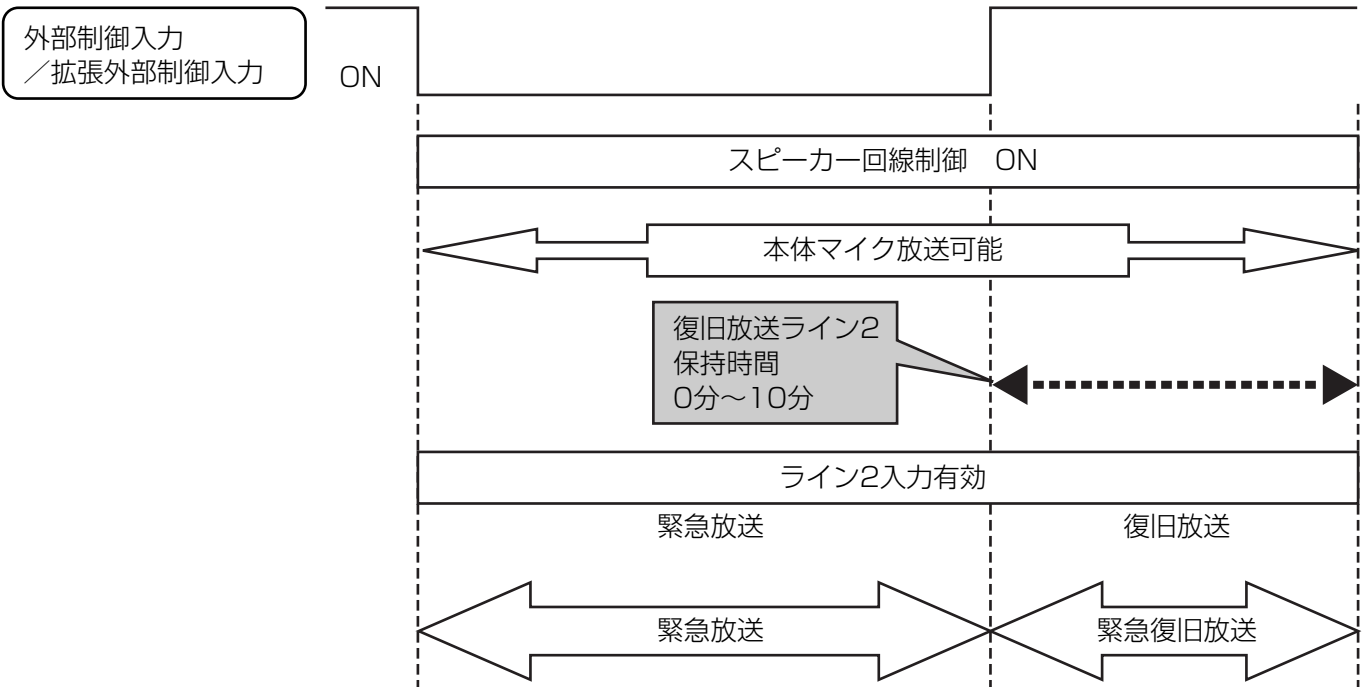 外部制御入力
／拡張外部制御入力
ON
スピーカー回線制御　ON
本体マイク放送可能
復旧放送ライン2
保持時間
0分～10分
ライン2入力有効
緊急放送
復旧放送
緊急放送
緊急復旧放送